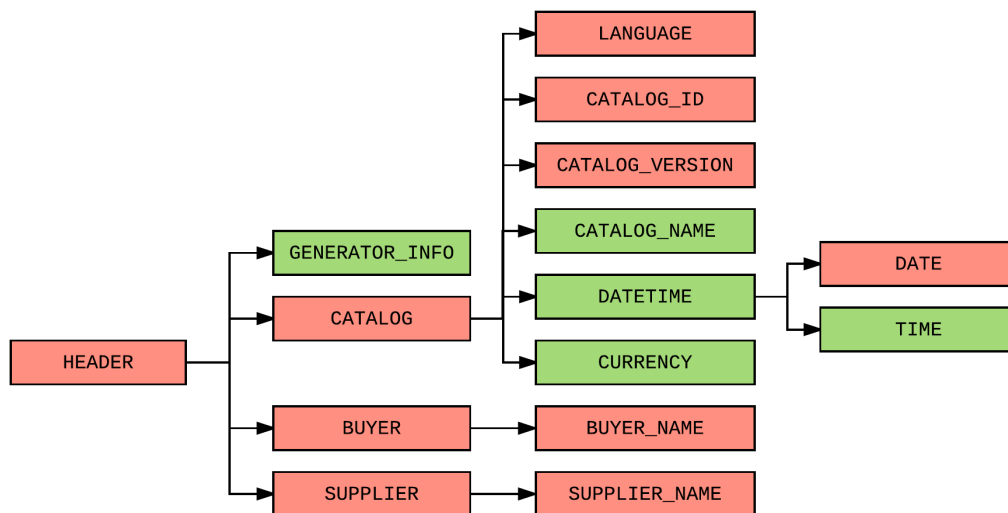 LANGUAGE
CATALOG_ID
CATALOG_VERSION
CATALOG_NAME
GENERATOR_INFO
DATE
DATETIME
CATALOG
TIME
HEADER
CURRENCY
BUYER
BUYER_NAME
SUPPLIER
SUPPLIER_NAME